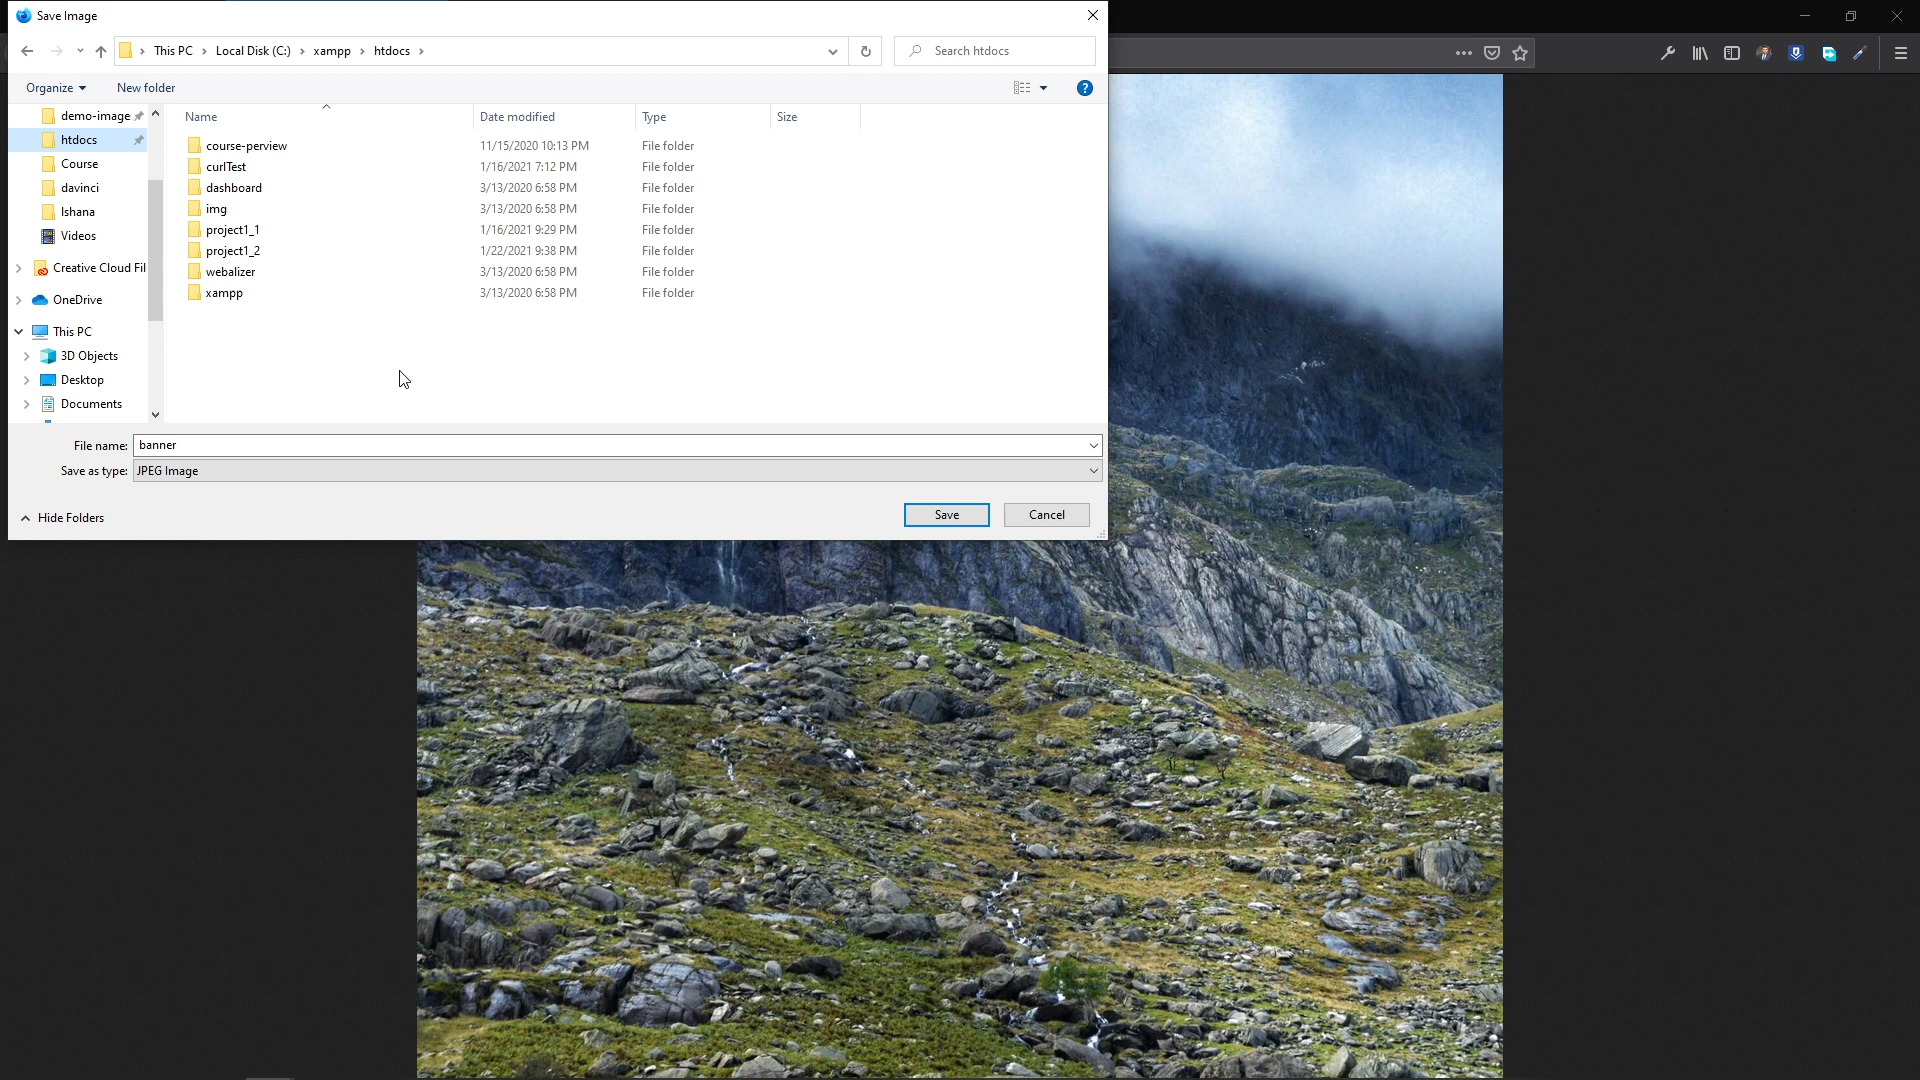 Save Image
This PC > Local Disk (C:) > xampp > htdocs >
Search htdocs
Organize
New folder
?
Name
Date modified
Type
Size
demo-image
htdocs
Course
davinci
Ishana
Videos
Creative Cloud Fil
OneDrive
This PC
3D Objects
Desktop
Documents
course-perview 11/15/2020 10:13 PM File folder
curlTest 1/16/2021 7:12 PM File folder
dashboard 3/13/2020 6:58 PM File folder
img 3/13/2020 6:58 PM File folder
project1_1 1/16/2021 9:29 PM File folder
project1_2 1/22/2021 9:38 PM File folder
webalizer 3/13/2020 6:58 PM File folder
xampp 3/13/2020 6:58 PM File folder
File name: banner
Save as type: JPEG Image
Hide Folders
Save
Cancel